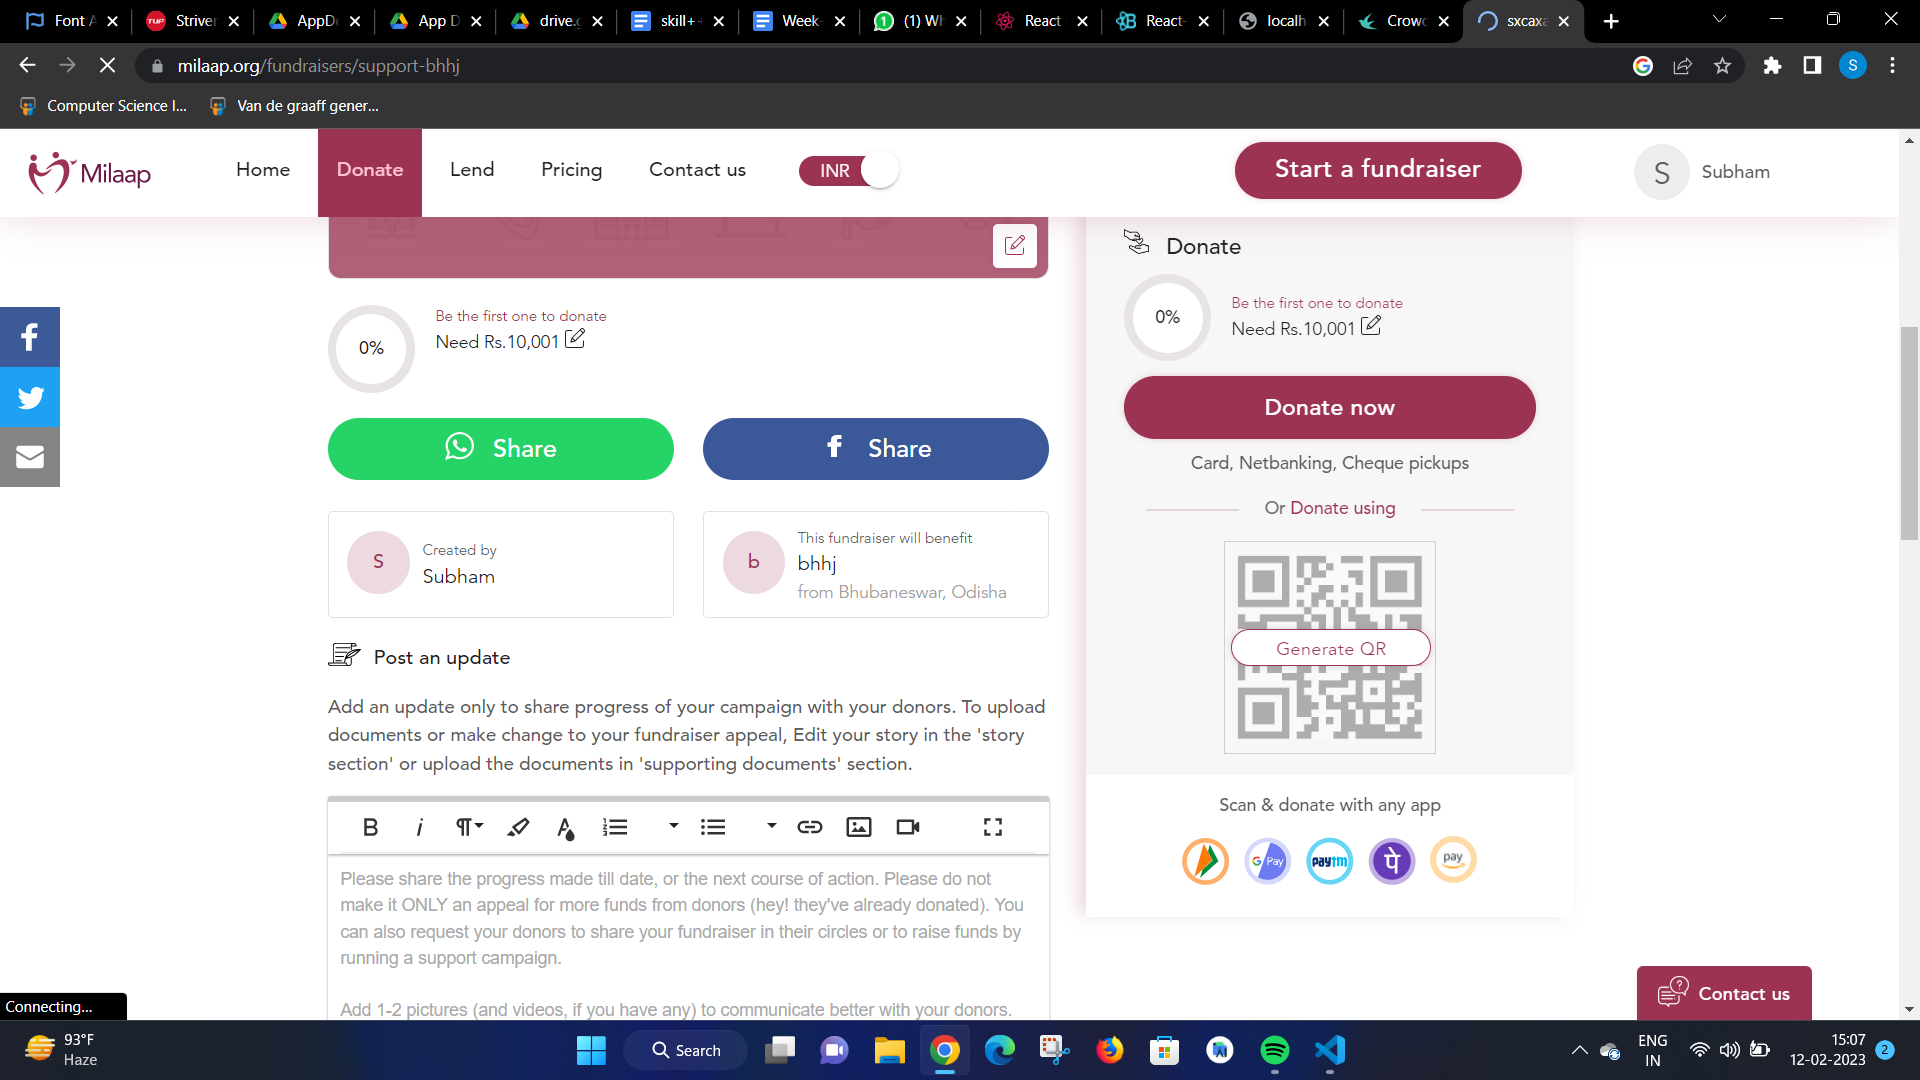 Font A
Striver
AppDe
App D
drive.g
skill+
Week-
(1) Wh
React
React-
localh
Crowd
sxcaxa
milaap.org/fundraisers/support-bhhj
S
Computer Science I...
Van de graaff gener...
Milaap
Home
Donate
Lend
Pricing
Contact us
INR
Start a fundraiser
S
Subham
0%
Be the first one to donate
Need Rs.10,001
Share
Share
S
Created by
Subham
b
This fundraiser will benefit
bhhj
from Bhubaneswar, Odisha
Post an update
Add an update only to share progress of your campaign with your donors. To upload
documents or make change to your fundraiser appeal, Edit your story in the 'story
section' or upload the documents in 'supporting documents' section.
B
i
Please share the progress made till date, or the next course of action. Please do not
make it ONLY an appeal for more funds from donors (hey! they've already donated). You
can also request your donors to share your fundraiser in their circles or to raise funds by
running a support campaign.
Add 1-2 pictures (and videos, if you have any) to communicate better with your donors.
Donate
0%
Be the first one to donate
Need Rs.10,001
Donate now
Card, Netbanking, Cheque pickups
Or Donate using
Generate QR
Scan & donate with any app
G Pay
paytm
पे
pay
Contact us
Connecting...
93°F
Haze
Search
ENG
IN
15:07
12-02-2023
2